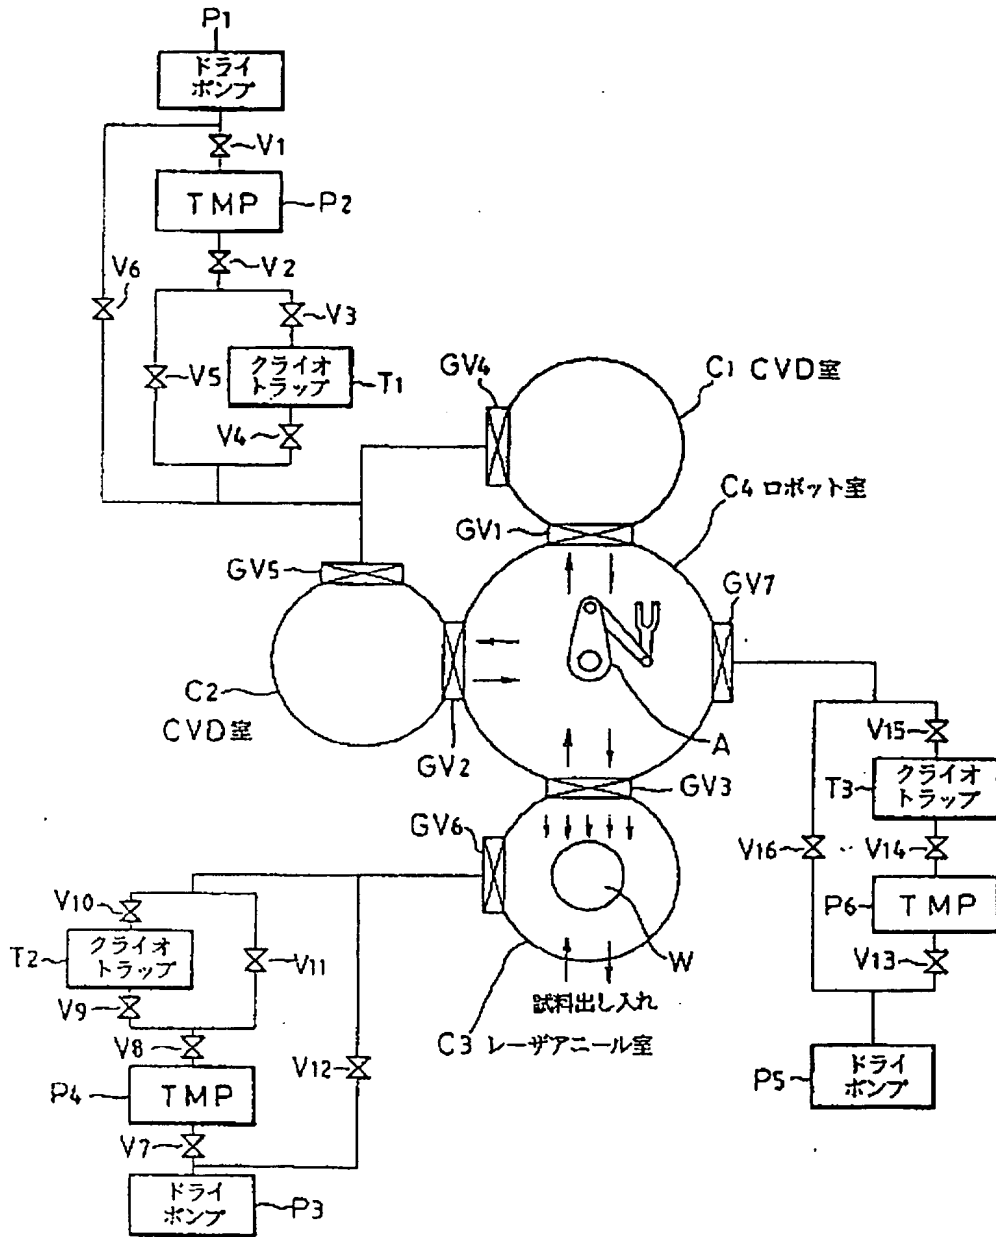 P1
ドライ
ポンプ
V1
TMP
P2
V2
V6
V3
V5
クライオ
トラップ
T1
V4
GV4
C1 CVD室
C4 ロボット室
GV1
GV5
GV7
C2
CVD室
GV2
A
GV3
V15
クライオ
トラップ
T3
V16
V14
P6
TMP
V13
P5
ドライ
ポンプ
GV6
W
試料出し入れ
C3 レーザアニール室
V10
T2
クライオ
トラップ
V11
V9
V8
V12
P4
TMP
V7
ドライ
ポンプ
P3